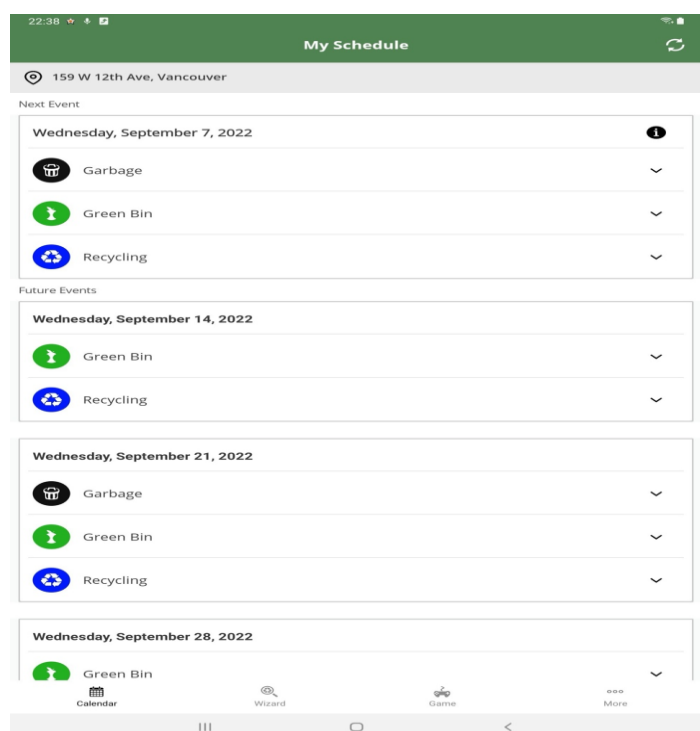 22:38
My Schedule
159 W 12th Ave, Vancouver
Next Event
Wednesday, September 7, 2022
Garbage
Green Bin
Recycling
Future Events
Wednesday, September 14, 2022
Green Bin
Recycling
Wednesday, September 21, 2022
Garbage
Green Bin
Recycling
Wednesday, September 28, 2022
Green Bin
Calendar
Wizard
Game
More